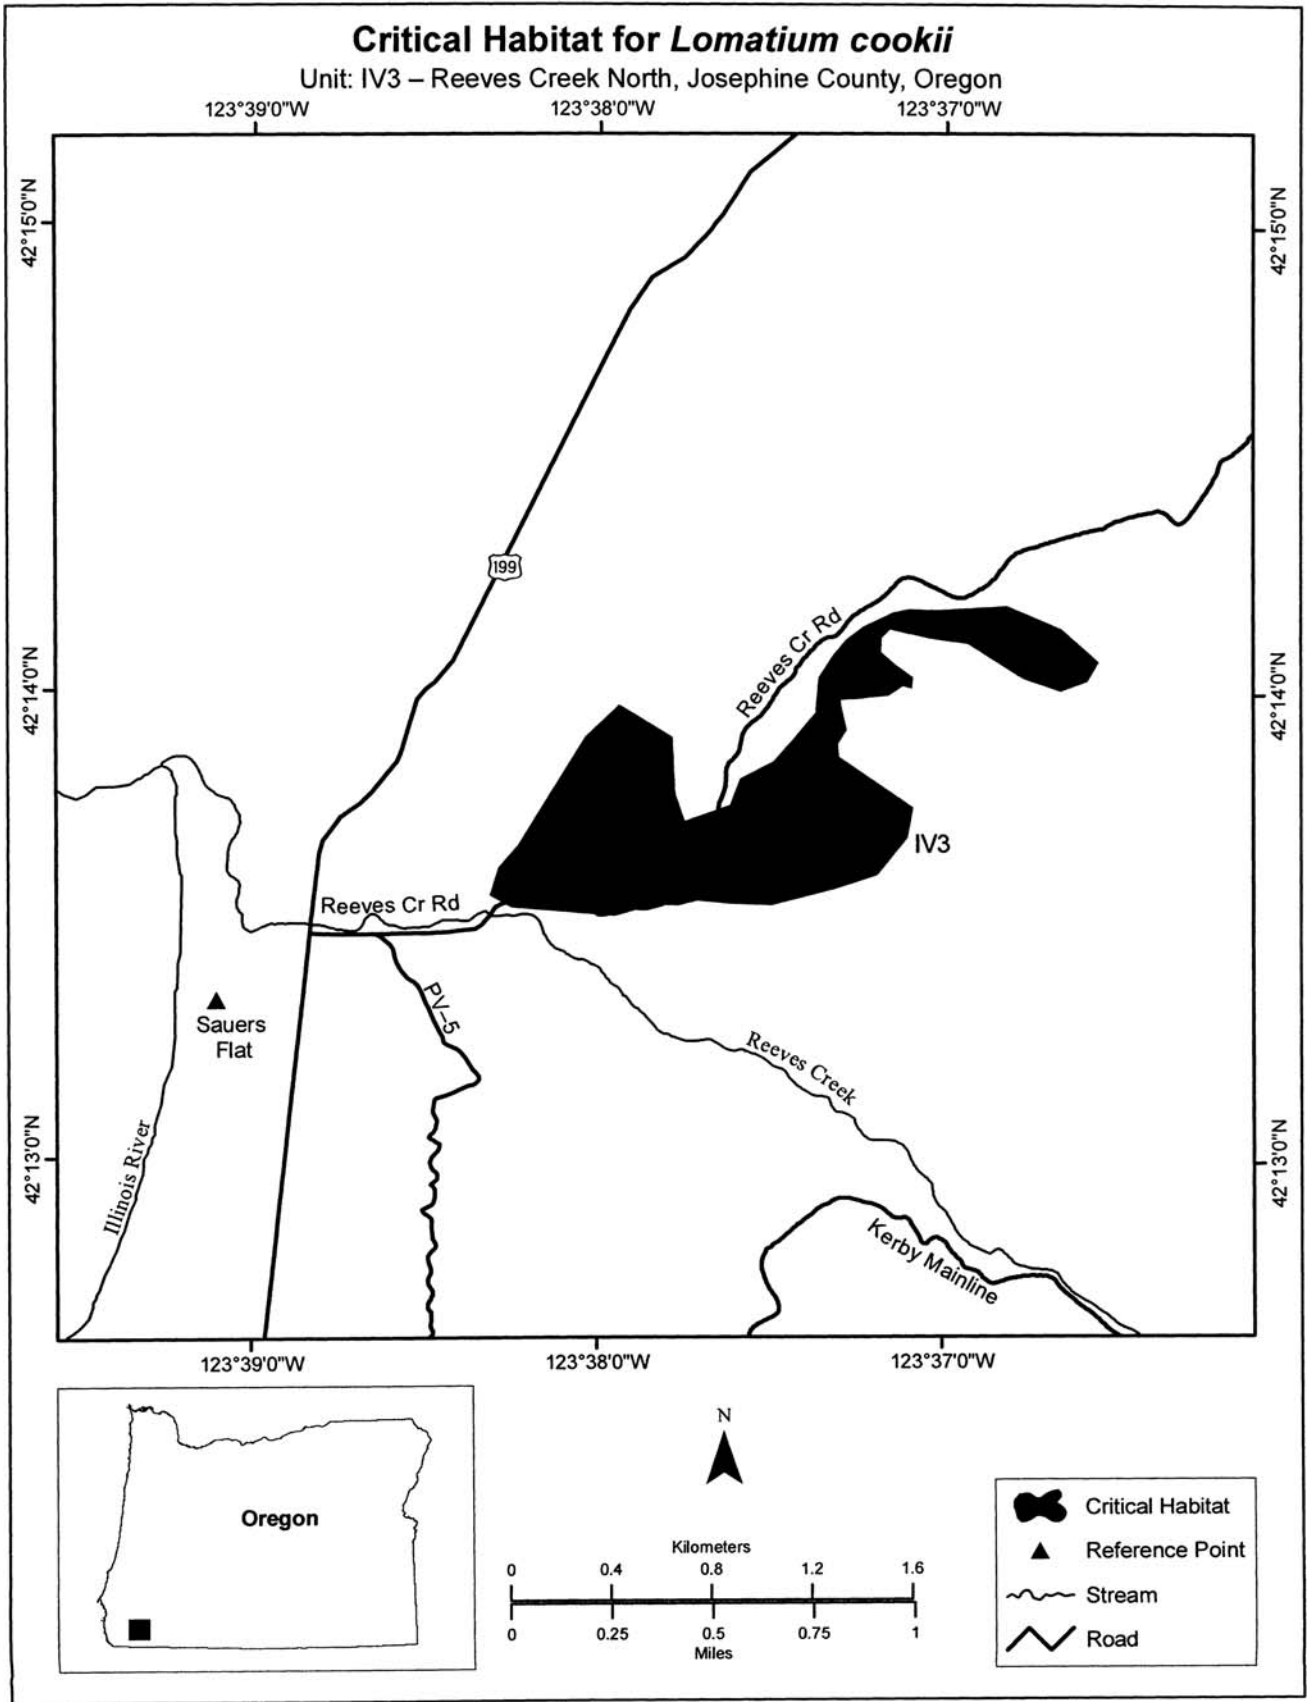 Critical Habitat for Lomatium cookii
Unit: IV3 – Reeves Creek North, Josephine County, Oregon
123°39'0"W 123°38'0"W 123°37'0"W
42°15'0"N 42°15'0"N
199
Reeves Cr Rd
42°14'0"N 42°14'0"N
IV3
Reeves Cr Rd
PV–5
Sauers
Flat
Reeves Creek
Illinois River
42°13'0"N 42°13'0"N
Kerby Mainline
123°39'0"W 123°38'0"W 123°37'0"W
Oregon
N
Kilometers
0 0.4 0.8 1.2 1.6
0 0.25 0.5 0.75 1
Miles
Critical Habitat
Reference Point
Stream
Road